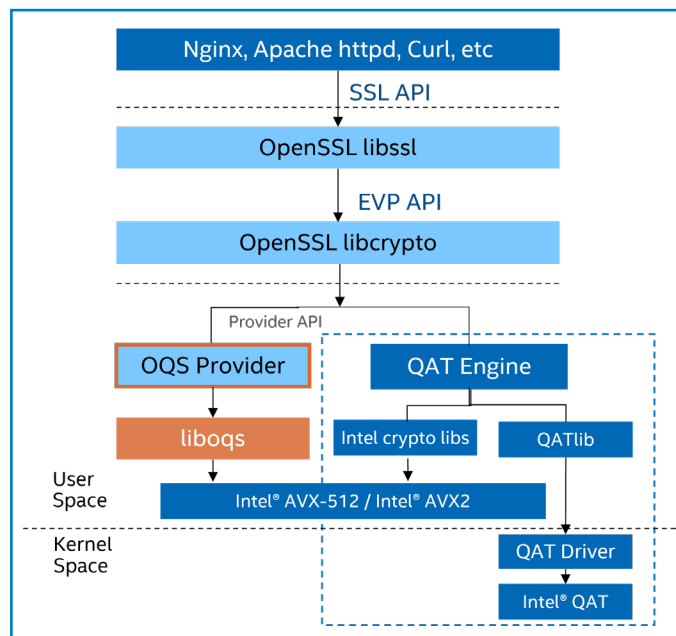 Nginx, Apache httpd, Curl, etc
SSL API
OpenSSL libssl
EVP API
OpenSSL libcrypto
Provider API
OQS Provider
QAT Engine
liboqs
Intel crypto libs
QATlib
User
Space
Intel® AVX-512 / Intel® AVX2
Kernel
Space
QAT Driver
Intel® QAT